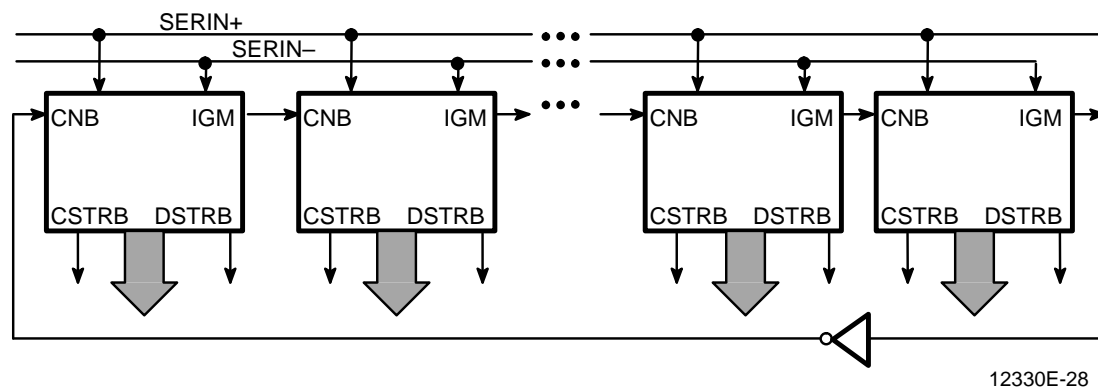 SERIN+
SERIN–
CNB IGM CNB IGM CNB IGM CNB IGM
CSTRB DSTRB CSTRB DSTRB CSTRB DSTRB CSTRB DSTRB
12330E-28